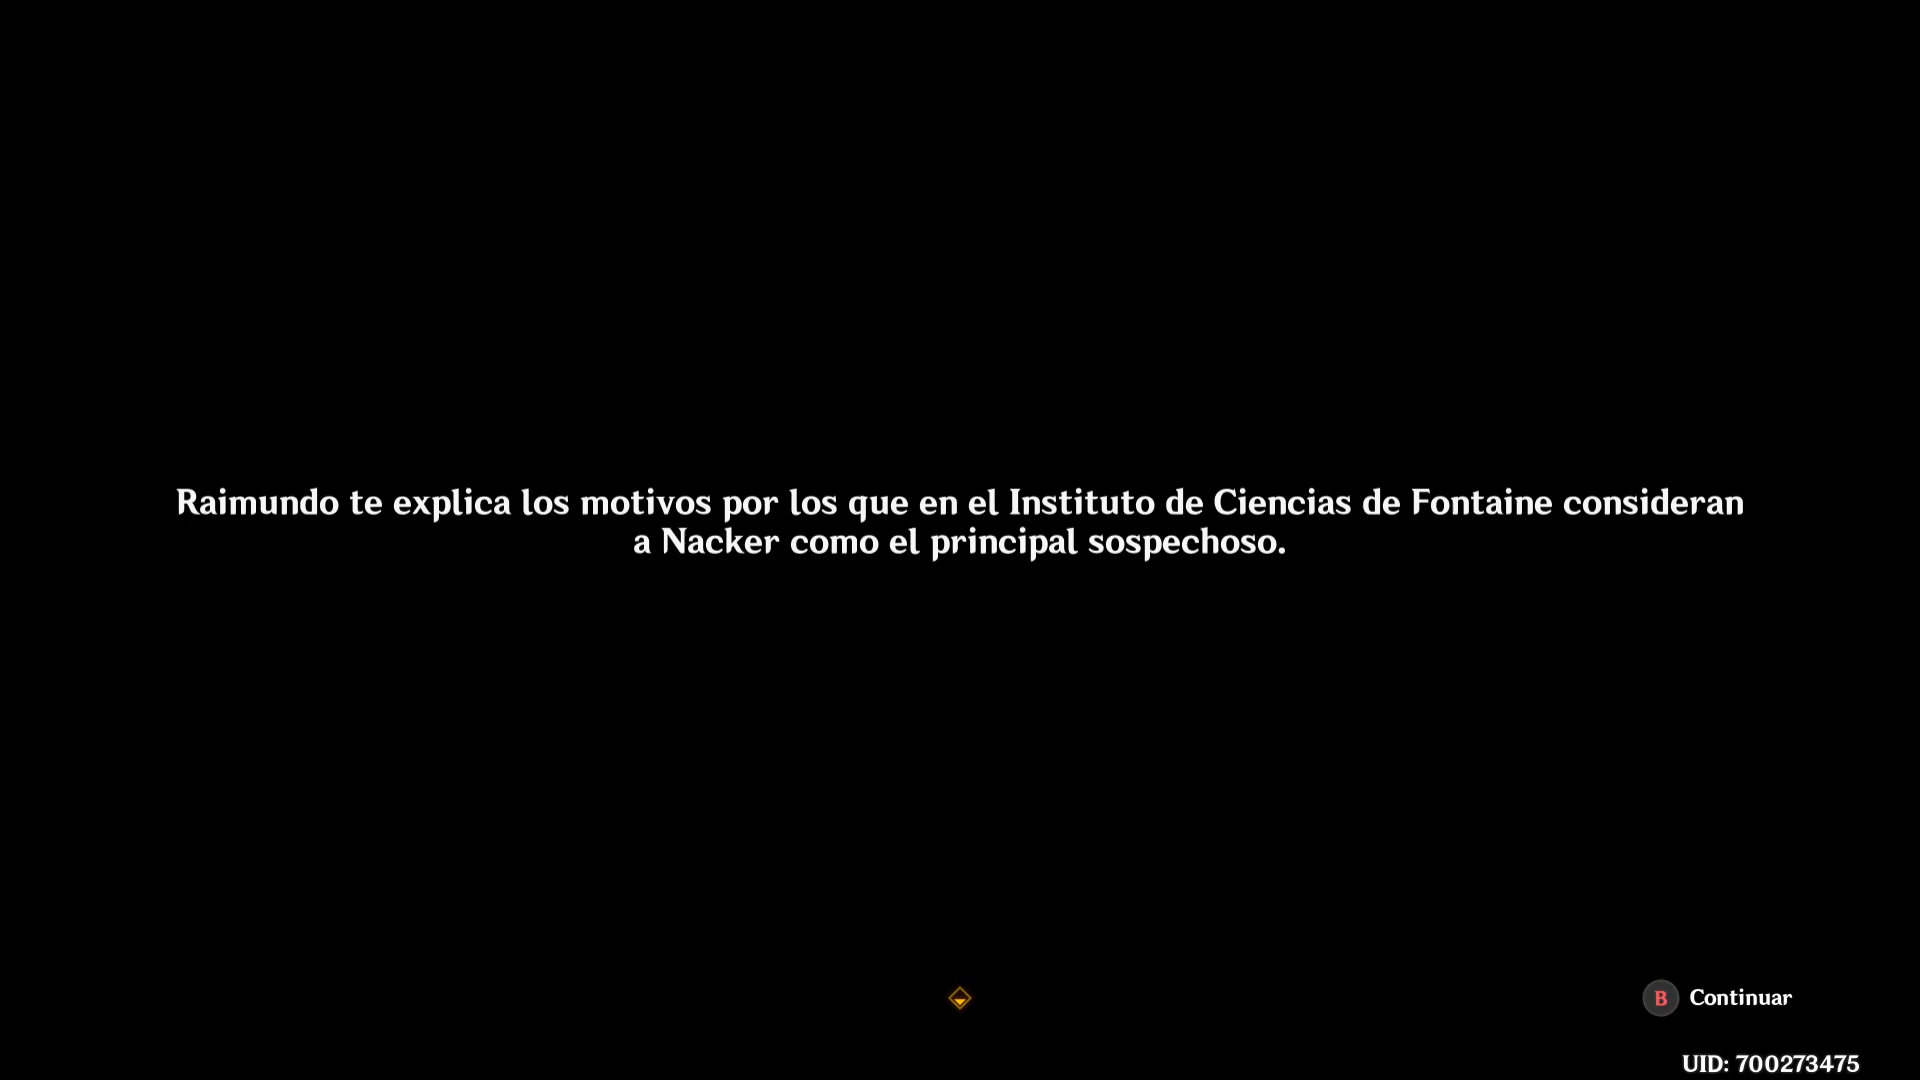 Raimundo te explica los motivos por los que en el Instituto de Ciencias de Fontaine consideran
a Nacker como el principal sospechoso.
B Continuar
UID: 700273475